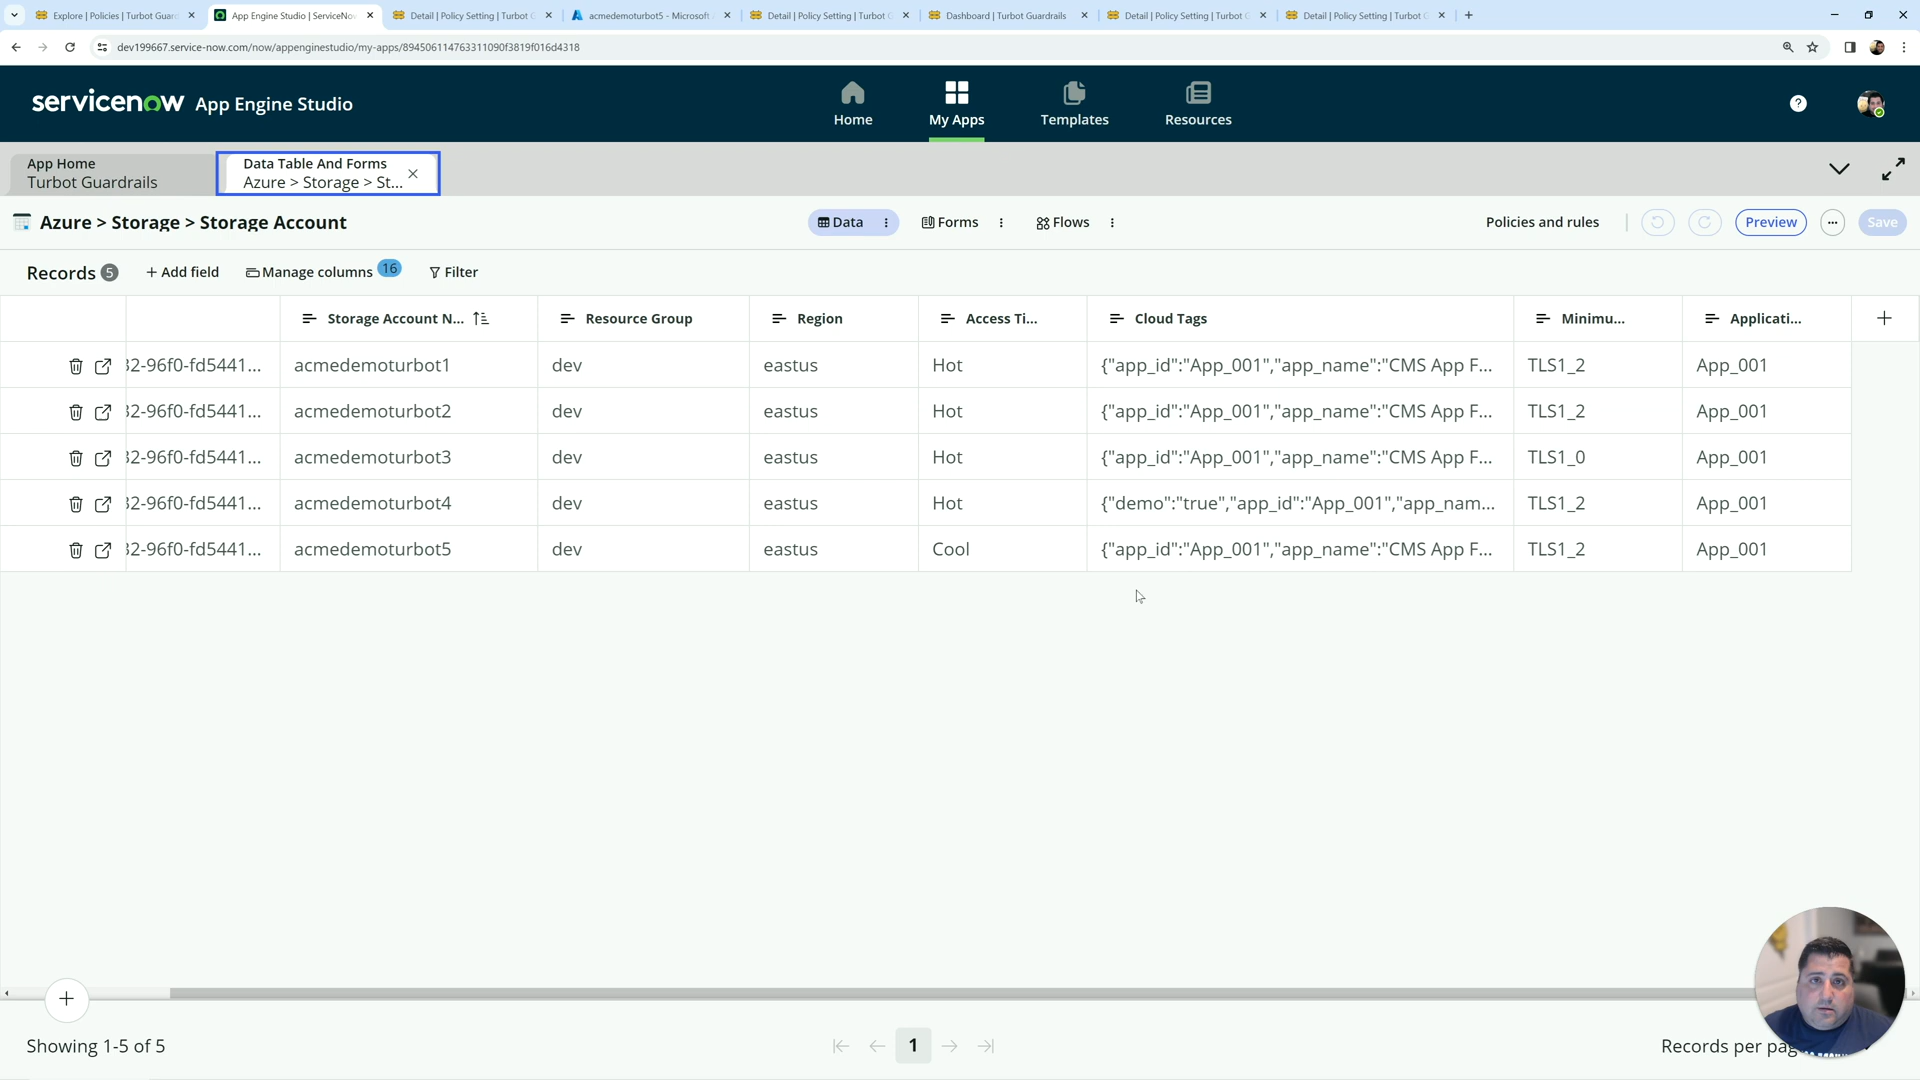 Explore | Policies | Turbot Guar
App Engine Studio | ServiceNo
Detail | Policy Setting | Turbot G
acmedemoturbot5 - Microsoft
Detail | Policy Setting | Turbot G
Dashboard | Turbot Guardrails
Detail | Policy Setting | Turbot G
Detail | Policy Setting | Turbot G
dev199667.service-now.com/now/appenginestudio/my-apps/894506114763311090f3819f016d4318
servicenow App Engine Studio
Home
My Apps
Templates
Resources
App Home
Turbot Guardrails
Data Table And Forms
Azure > Storage > St...
Azure > Storage > Storage Account
Data
Forms
Flows
Policies and rules
Preview
Save
Records 5
+ Add field
Manage columns 16
Filter
Storage Account N... Resource Group Region Access Ti... Cloud Tags Minimu... Applicati...
32-96f0-fd5441... acmedemoturbot1 dev eastus Hot {"app_id":"App_001","app_name":"CMS App F... TLS1_2 App_001
32-96f0-fd5441... acmedemoturbot2 dev eastus Hot {"app_id":"App_001","app_name":"CMS App F... TLS1_2 App_001
32-96f0-fd5441... acmedemoturbot3 dev eastus Hot {"app_id":"App_001","app_name":"CMS App F... TLS1_0 App_001
32-96f0-fd5441... acmedemoturbot4 dev eastus Hot {"demo":"true","app_id":"App_001","app_nam... TLS1_2 App_001
32-96f0-fd5441... acmedemoturbot5 dev eastus Cool {"app_id":"App_001","app_name":"CMS App F... TLS1_2 App_001
Showing 1-5 of 5
1
Records per pag